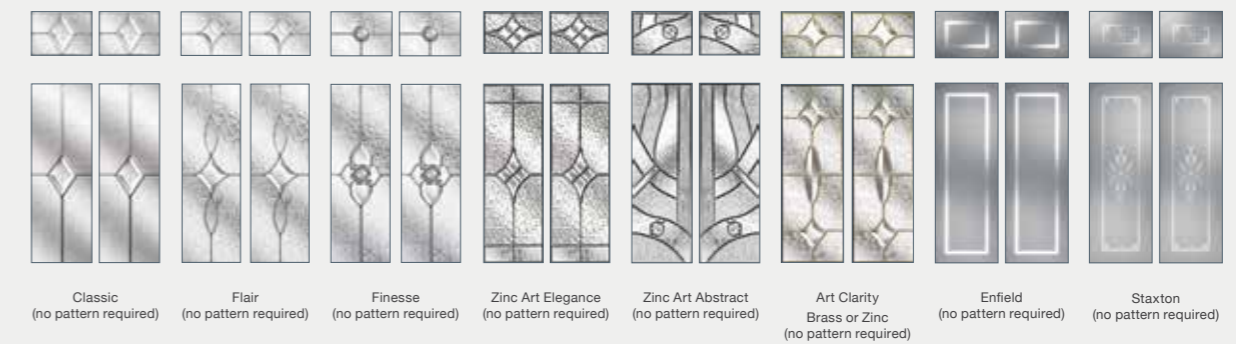 Classic
(no pattern required)
Flair
(no pattern required)
Finesse
(no pattern required)
Zinc Art Elegance
(no pattern required)
Zinc Art Abstract
(no pattern required)
Art Clarity
Brass or Zinc
(no pattern required)
Enfield
(no pattern required)
Staxton
(no pattern required)